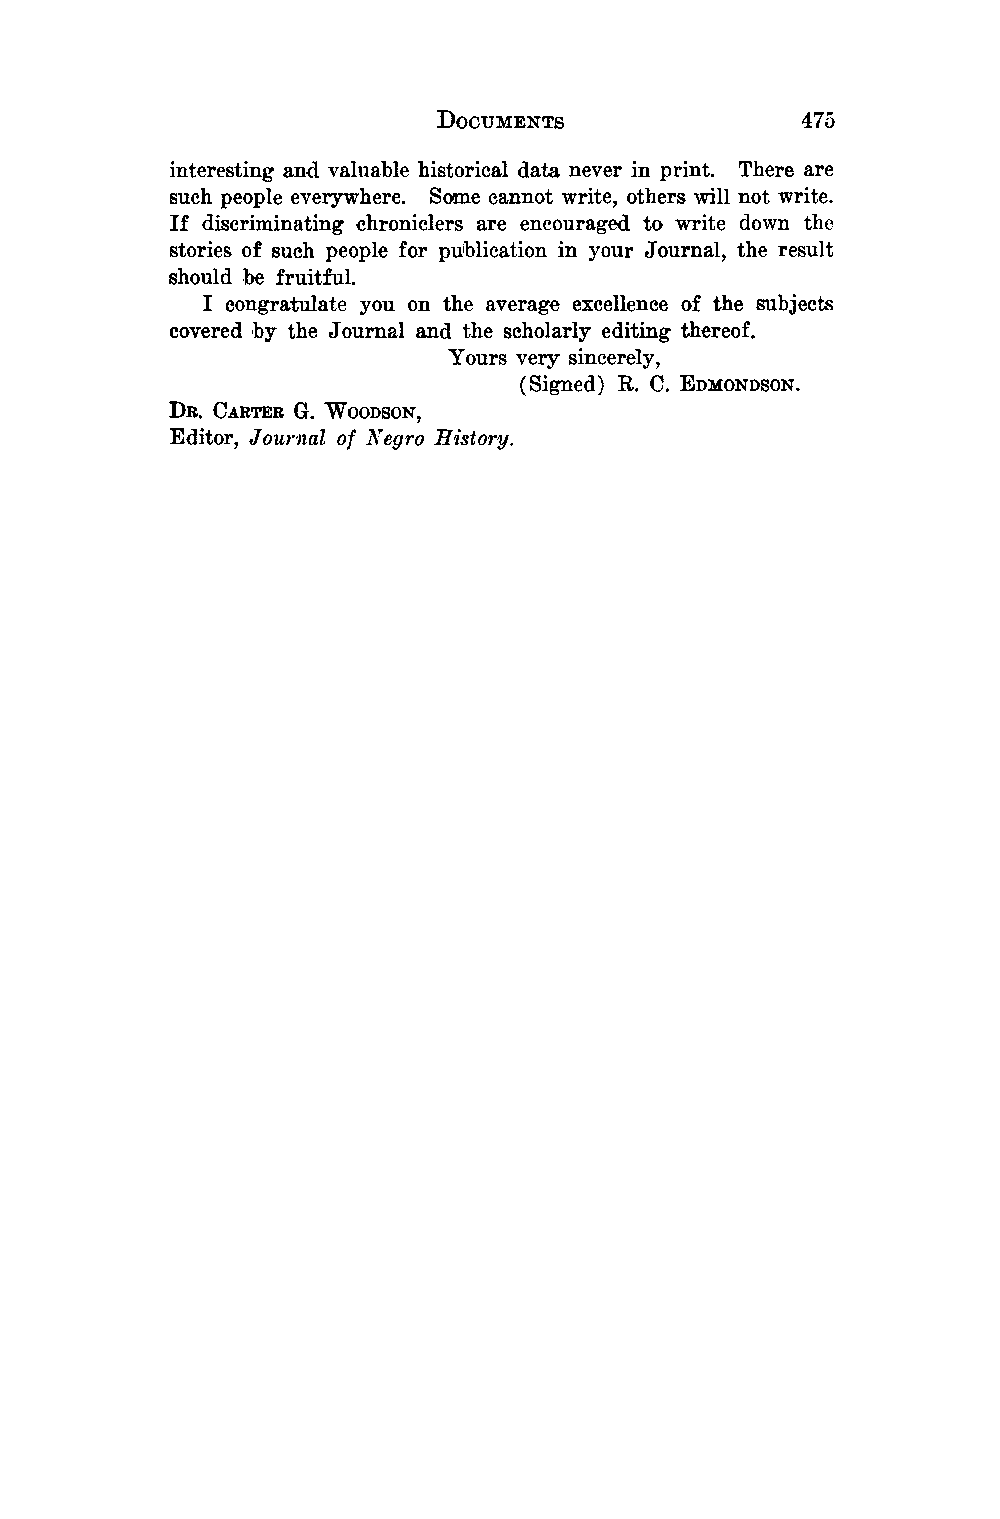 DOCUMENTS 475
interesting and valuable historical data never in print. There are
such people everywhere. Some cannot write, others will not write.
If discriminating chroniclers are encouraged to write down the
stories of such people for publication in your Journal, the result
should be fruitful.
I congratulate you on the average excellence of the subjects
covered by the Journal and the scholarly editing thereof.
Yours very sincerely,
(Signed) R. C. EDMONDSON.
DR. CARTER G. WOODSON,
Editor, Journal of Negro History.